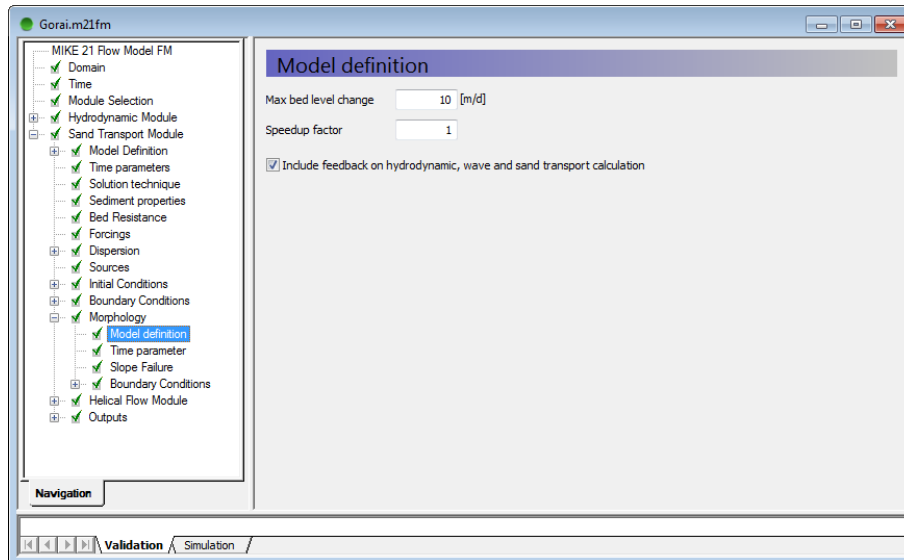 Gorai.m21fm
MIKE 21 Flow Model FM
Domain
Time
Module Selection
Hydrodynamic Module
Sand Transport Module
Model Definition
Time parameters
Solution technique
Sediment properties
Bed Resistance
Forcings
Dispersion
Sources
Initial Conditions
Boundary Conditions
Morphology
Model definition
Time parameter
Slope Failure
Boundary Conditions
Helical Flow Module
Outputs
Navigation
Model definition
Max bed level change 10 [m/d]
Speedup factor 1
Include feedback on hydrodynamic, wave and sand transport calculation
Validation Simulation